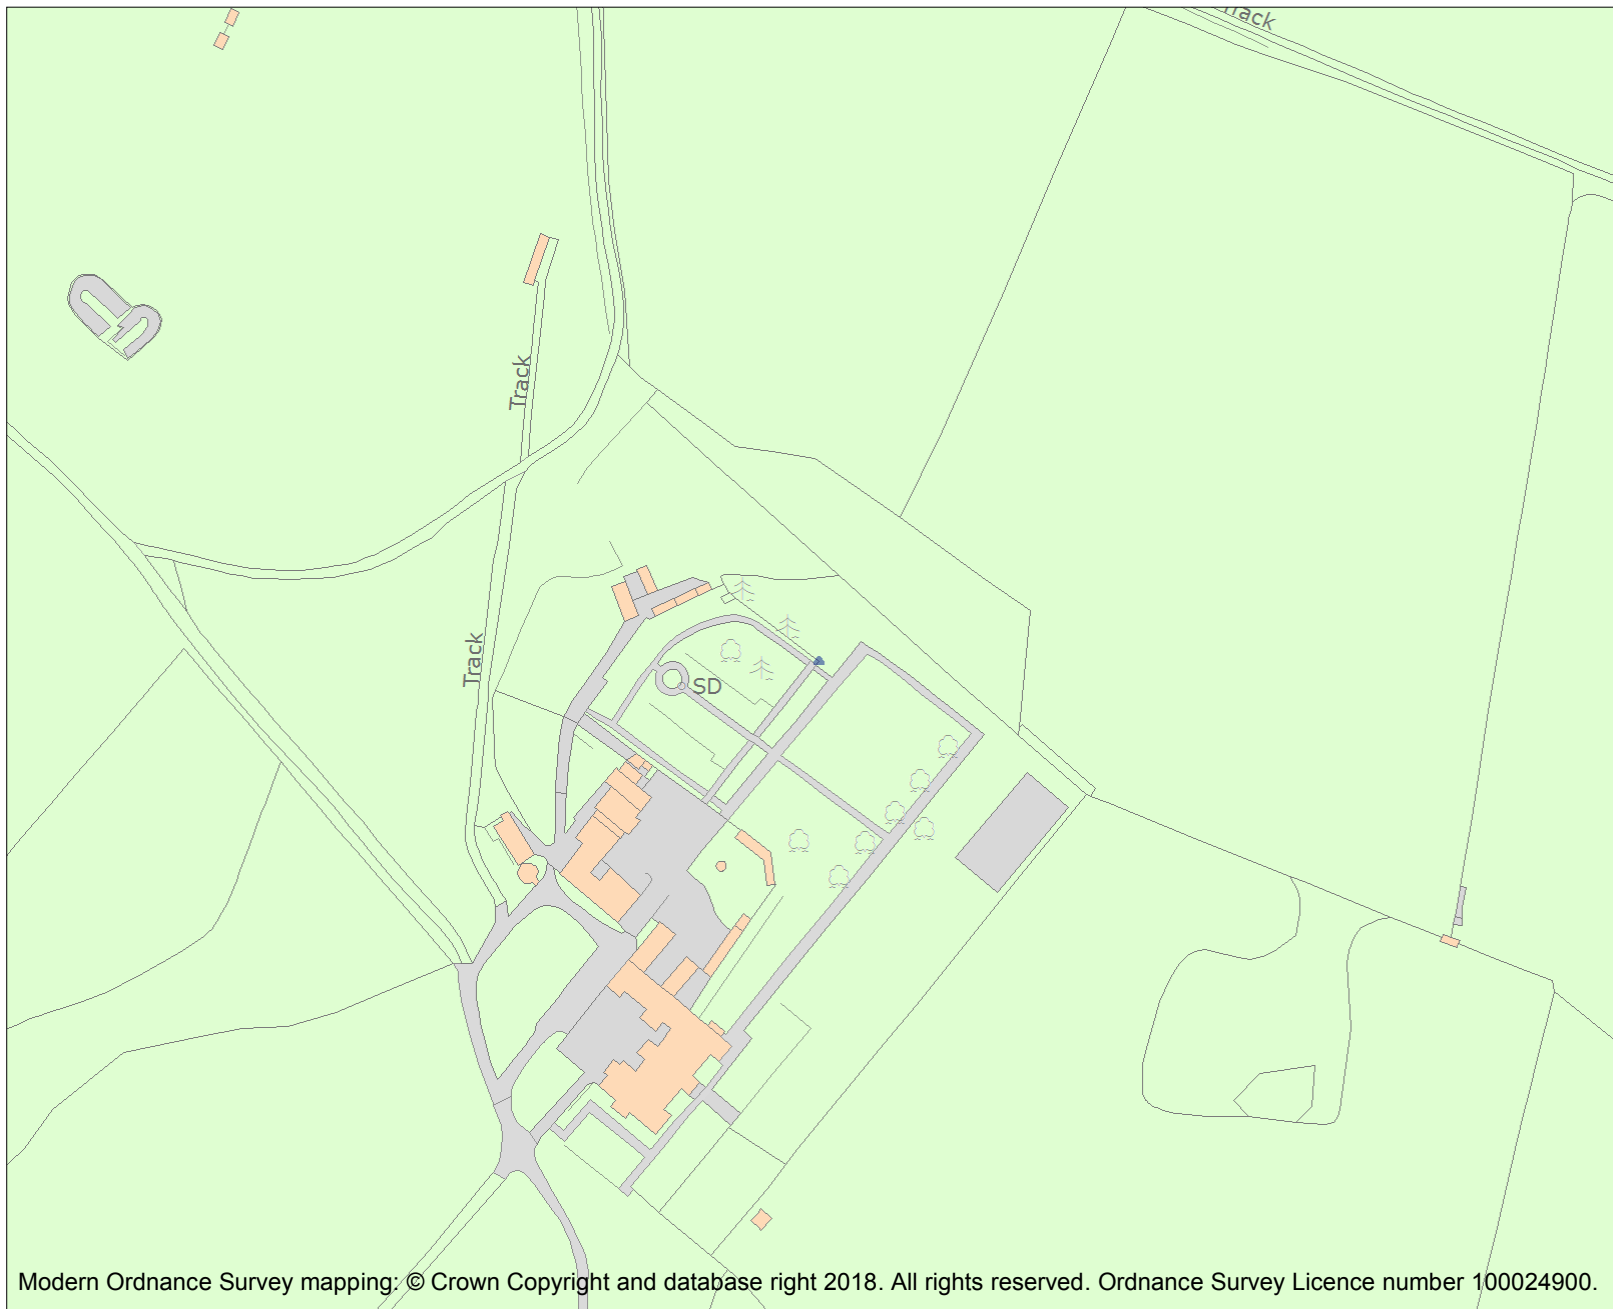 Track
Track
Track
SD
Modern Ordnance Survey mapping: © Crown Copyright and database right 2018. All rights reserved. Ordnance Survey Licence number 100024900.